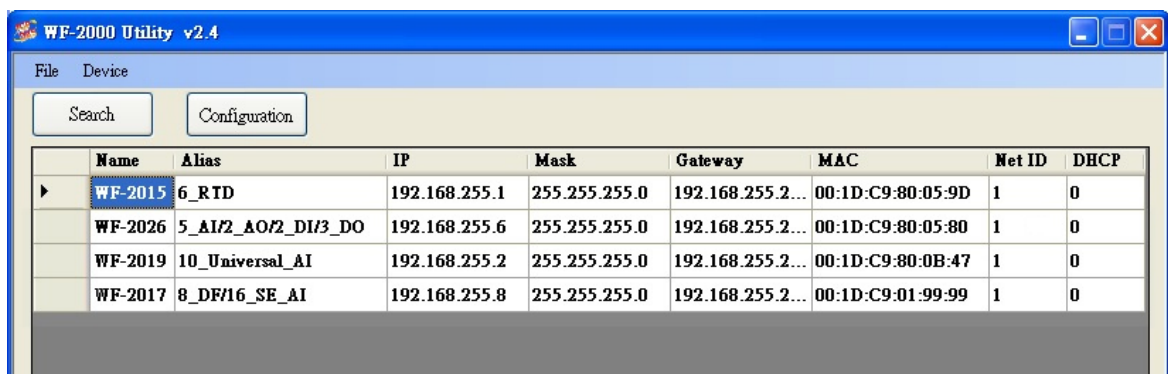 WF-2000 Utility v2.4
File Device
Search Configuration
Name Alias IP Mask Gateway MAC Net ID DHCP
WF-2015 6_RTD 192.168.255.1 255.255.255.0 192.168.255.2... 00:1D:C9:80:05:9D 1 0
WF-2026 5_AI/2_AO/2_DI/3_DO 192.168.255.6 255.255.255.0 192.168.255.2... 00:1D:C9:80:05:80 1 0
WF-2019 10_Universal_AI 192.168.255.2 255.255.255.0 192.168.255.2... 00:1D:C9:80:0B:47 1 0
WF-2017 8_DF/16_SE_AI 192.168.255.8 255.255.255.0 192.168.255.2... 00:1D:C9:01:99:99 1 0